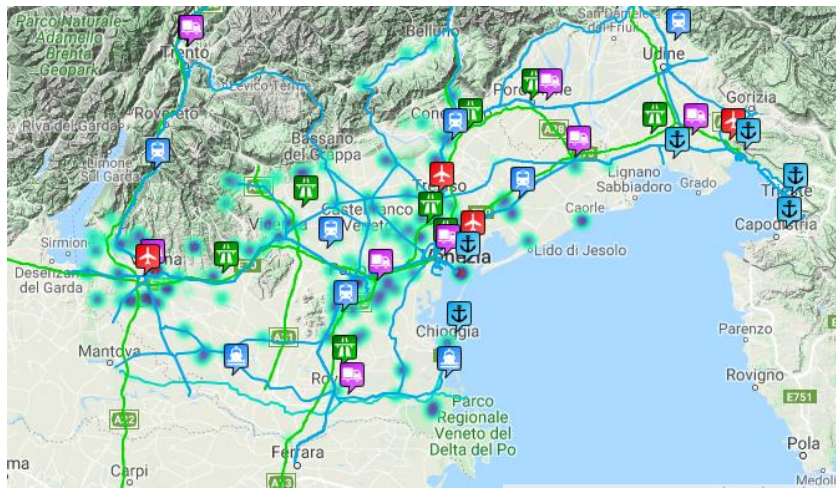 Parco Naturale
Adamello
Brenta
Geopark
Trento
Levico Terme
Belluno
San Daniele
del Friuli
Udine
Rovereto
Riva del Garda
Limone
Sul Garda
Bassano
del Grappa
Gorizia
A28
Treviso
Castelfranco
Veneto
Lignano
Sabbiadoro
Grado
Trieste
Capodistria
Caorle
Sirmione
Desenzano
del Garda
Venezia
Lido di Jesolo
Chioggia
A31
Mantova
Parenzo
Rovigno
E751
Parco
Regionale
Veneto del
Delta del Po
A22
Ferrara
Carpi
A13
Pola